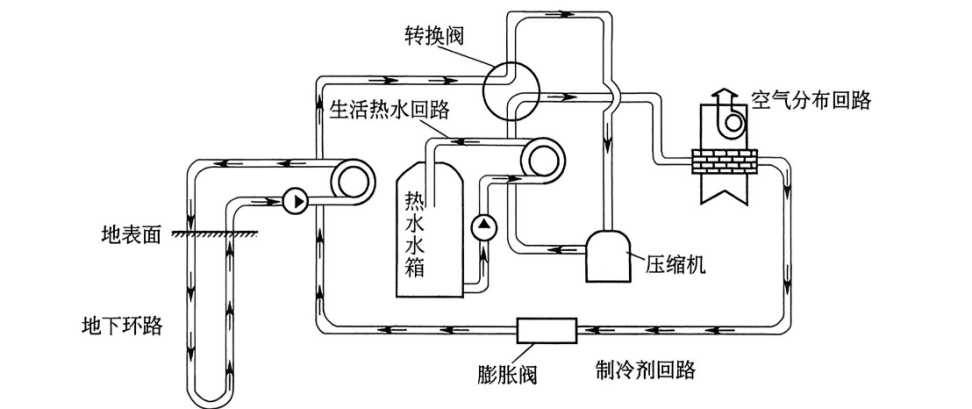 转换阀
生活热水回路
空气分布回路
热水水箱
地表面
压缩机
地下环路
膨胀阀
制冷剂回路